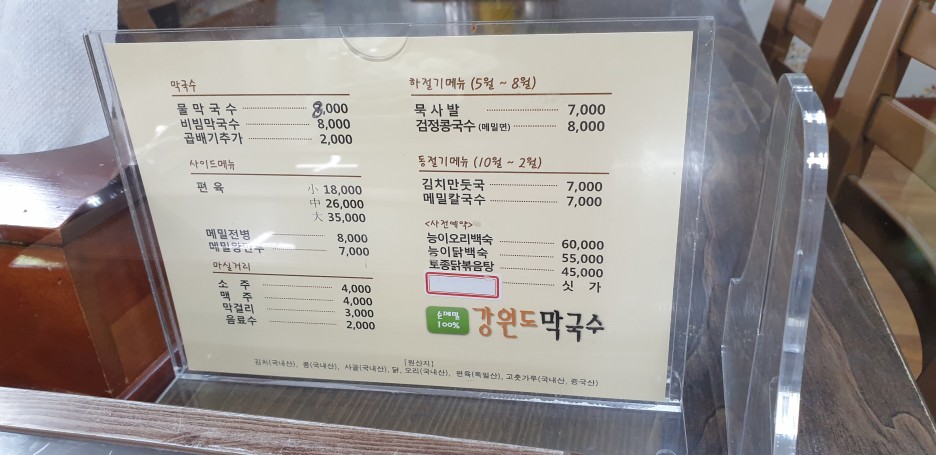 막국수
물 막 국 수 8,000
비빔막국수 8,000
곱배기추가 2,000
사이드메뉴
편 육 小 18,000
中 26,000
大 35,000
메밀전병 8,000
메밀왕만두 7,000
마실거리
소 주 4,000
맥 주 4,000
막걸리 3,000
음료수 2,000
하절기메뉴 (5월 ~ 8월)
묵 사 발 7,000
검정콩국수 (메밀면) 8,000
동절기메뉴 (10월 ~ 2월)
김치만둣국 7,000
메밀칼국수 7,000
<사전예약>
능이오리백숙 60,000
능이닭백숙 55,000
토종닭볶음탕 45,000
싯 가
순메밀
100%
강원도막국수
[원산지]
김치(국내산), 콩(국내산), 사골(국내산), 닭, 오리(국내산), 편육(독일산), 고춧가루(국내산, 중국산)